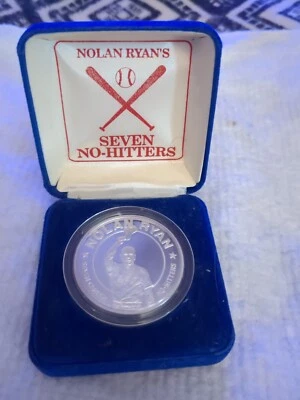 NOLAN RYAN'S
SEVEN
NO-HITTERS
NOLAN RYAN